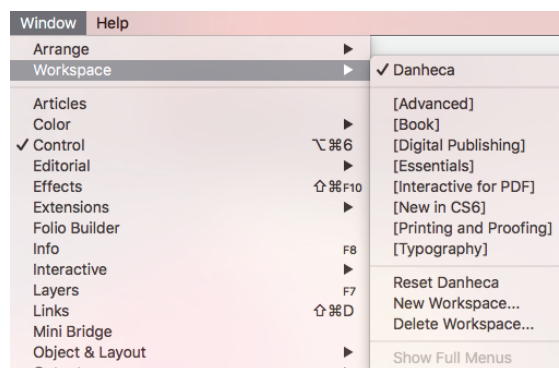 Window Help
Arrange
Workspace
Articles
Color
Control ⌥⌘6
Editorial
Effects ⇧⌘F10
Extensions
Folio Builder
Info F8
Interactive
Layers F7
Links ⇧⌘D
Mini Bridge
Object & Layout
✓ Danheca
[Advanced]
[Book]
[Digital Publishing]
[Essentials]
[Interactive for PDF]
[New in CS6]
[Printing and Proofing]
[Typography]
Reset Danheca
New Workspace...
Delete Workspace...
Show Full Menus